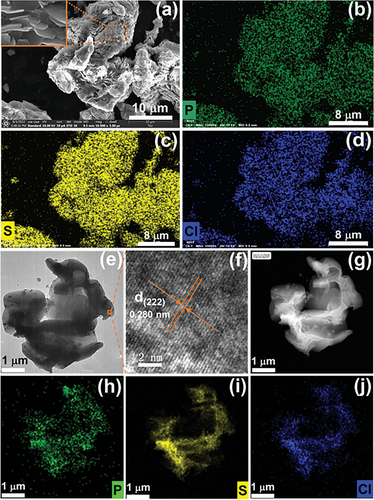 (a)
10 μm
(b)
P
8 μm
(c)
S
8 μm
(d)
Cl
8 μm
(e)
1 μm
(f)
d(222)
0.280 nm
2 nm
(g)
1 μm
(h)
1 μm
P
(i)
1 μm
S
(j)
1 μm
Cl